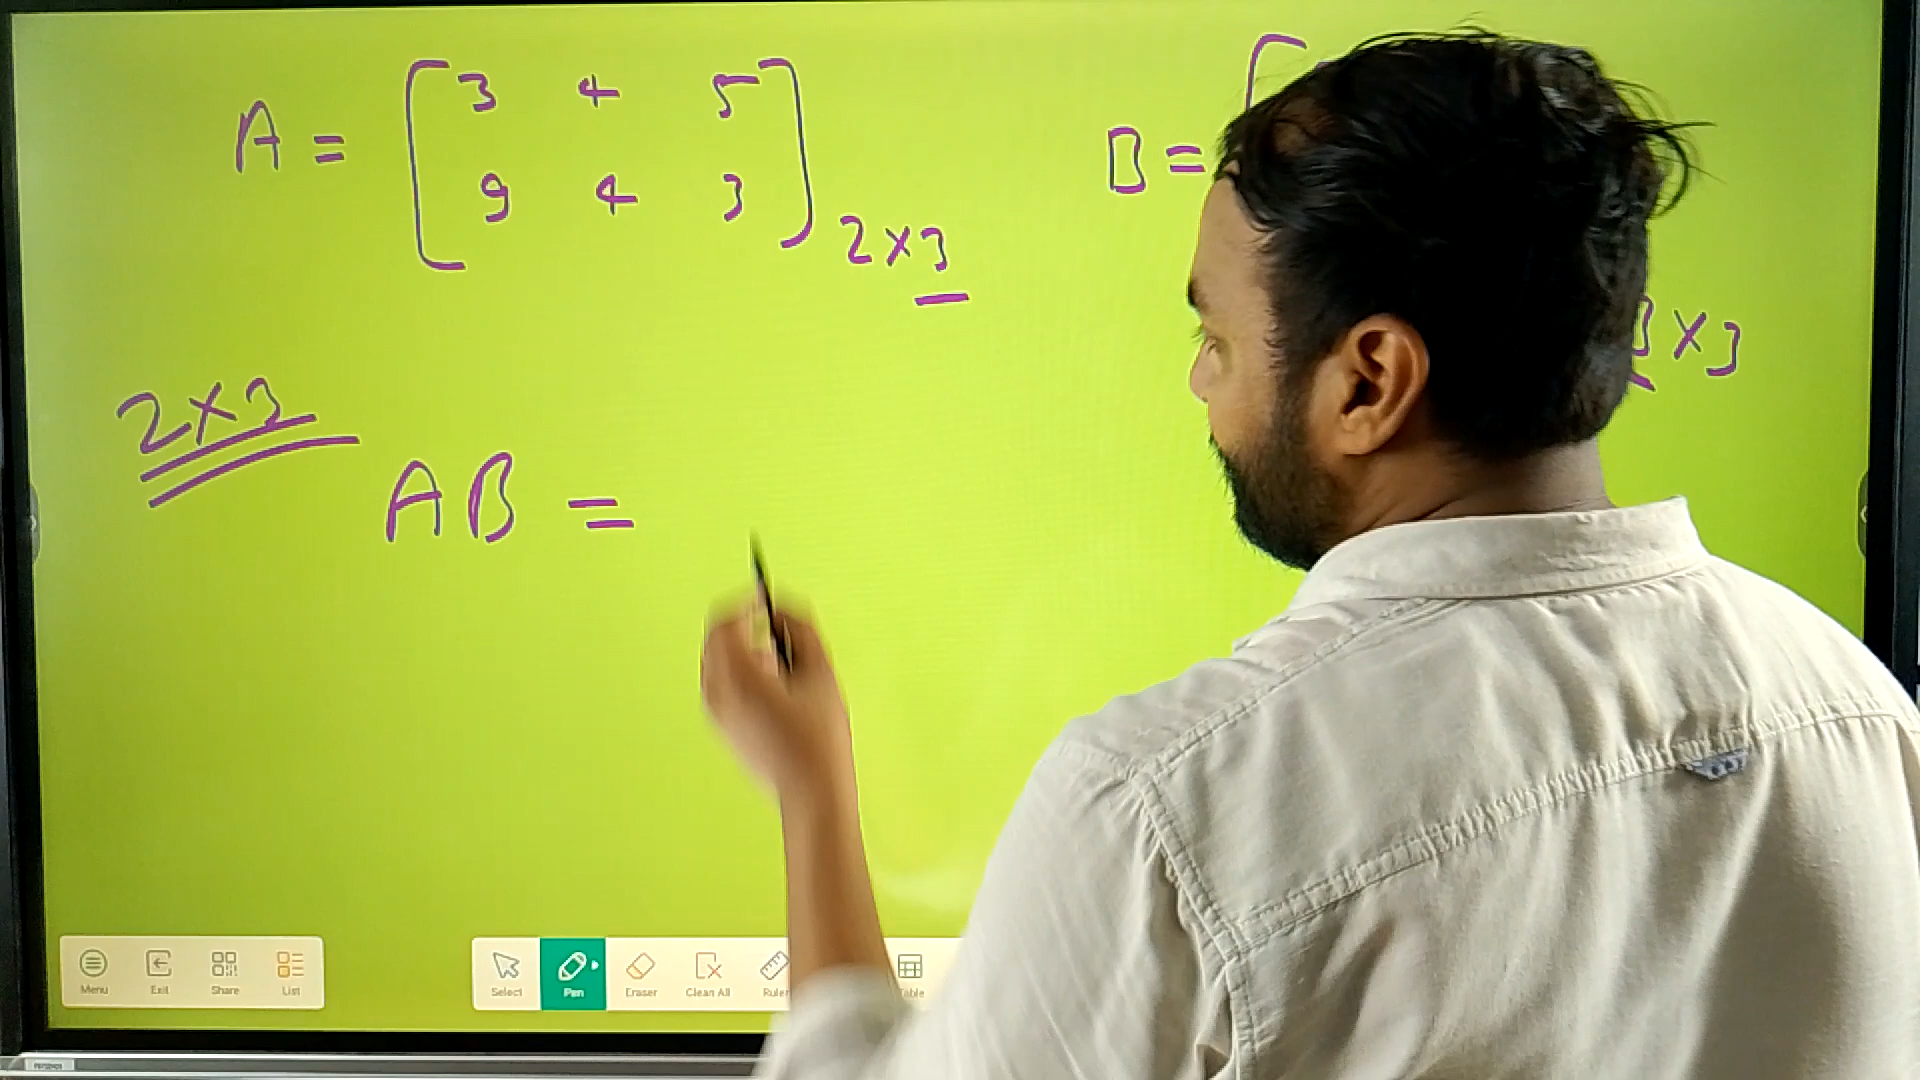 A = [ 3 4 5
9 4 3 ] 2×3
B = [
3×3
2×3
AB =
Menu Exit Share List
Select Pen Eraser Clean All Ruler